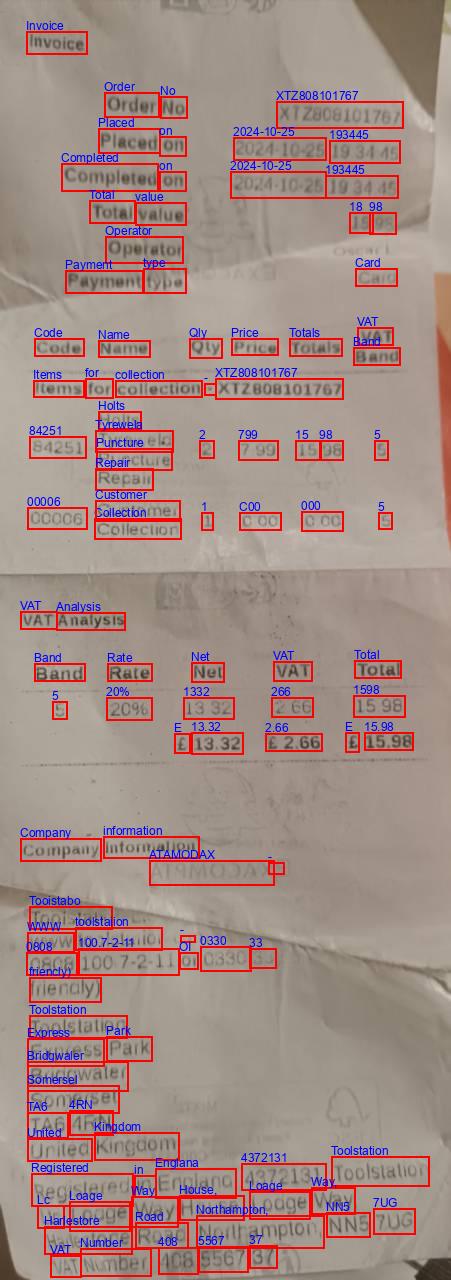 Invoice
Order No XTZ808101767
Placed on 2024-10-25 19:34:45
Completed on 2024-10-25 19:34:45
Total value 15.98
Operator
Payment type Card
Code Name Qty Price Totals VAT Band
Items for collection - XTZ808101767
84251 Holts Tyreweld Puncture Repair 2 7.99 15.98 5
00006 Customer Collection 1 0.00 0.00 5
VAT Analysis
Band Rate Net VAT Total
5 20% 13.32 2.66 15.98
£ 13.32 £ 2.66 £ 15.98
Company information
0808 100.7-2-11 or 0330 33
friendly)
Toolstation
Express Park
Bridgwater
Somerset
TA6 4RN
United Kingdom
Registered in England 4372131 Toolstation
Lodge Way House, Lodge Way,
Harlestone Road Northampton, NN5 7UG
VAT Number 408 5567 37